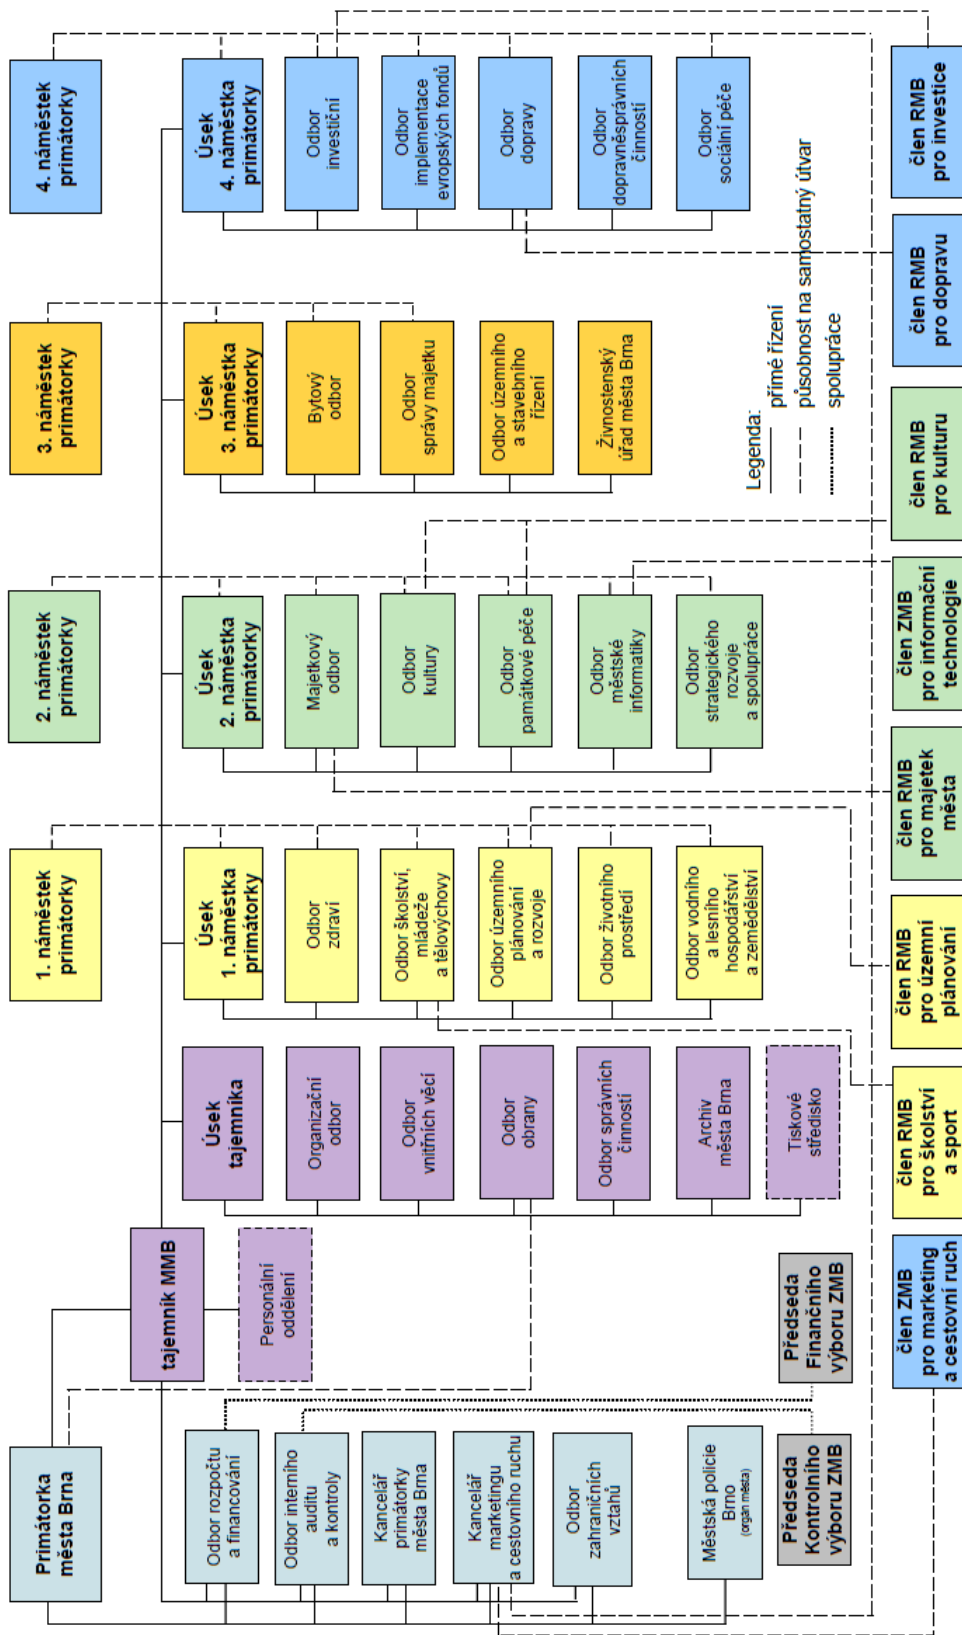 Primátorka
města Brna
tajemník MMB
Personální
oddělení
1. náměstek
primátorky
2. náměstek
primátorky
3. náměstek
primátorky
4. náměstek
primátorky
Odbor rozpočtu
a financování
Odbor interního
auditu
a kontroly
Kancelář
primátorky
města Brna
Kancelář
marketingu
a cestovního ruchu
Odbor
zahraničních
vztahů
Městská policie
Brno
(orgán města)
Předseda
Finančního
výboru ZMB
Předseda
Kontrolního
výboru ZMB
Úsek
tajemníka
Organizační
odbor
Odbor
vnitřních věcí
Odbor
obrany
Odbor správních
činností
Archiv
města Brna
Tiskové
středisko
Úsek
1. náměstka
primátorky
Odbor
zdraví
Odbor školství,
mládeže
a tělovýchovy
Odbor územního
plánování
a rozvoje
Odbor životního
prostředí
Odbor vodního
a lesního
hospodářství
a zemědělství
Úsek
2. náměstka
primátorky
Majetkový
odbor
Odbor
kultury
Odbor
památkové péče
Odbor
městské
informatiky
Odbor
strategického
rozvoje
a spolupráce
Úsek
3. náměstka
primátorky
Bytový
odbor
Odbor
správy majetku
Odbor územního
a stavebního
řízení
Živnostenský
úřad města Brna
Úsek
4. náměstka
primátorky
Odbor
investiční
Odbor
implementace
evropských fondů
Odbor
dopravy
Odbor
dopravněsprávních
činností
Odbor
sociální péče
Legenda:
přímé řízení
působnost na samostatný útvar
spolupráce
člen ZMB
pro marketing
a cestovní ruch
člen RMB
pro školství
a sport
člen RMB
pro územní
plánování
člen RMB
pro majetek
města
člen ZMB
pro informační
technologie
člen RMB
pro kulturu
člen RMB
pro dopravu
člen RMB
pro investice